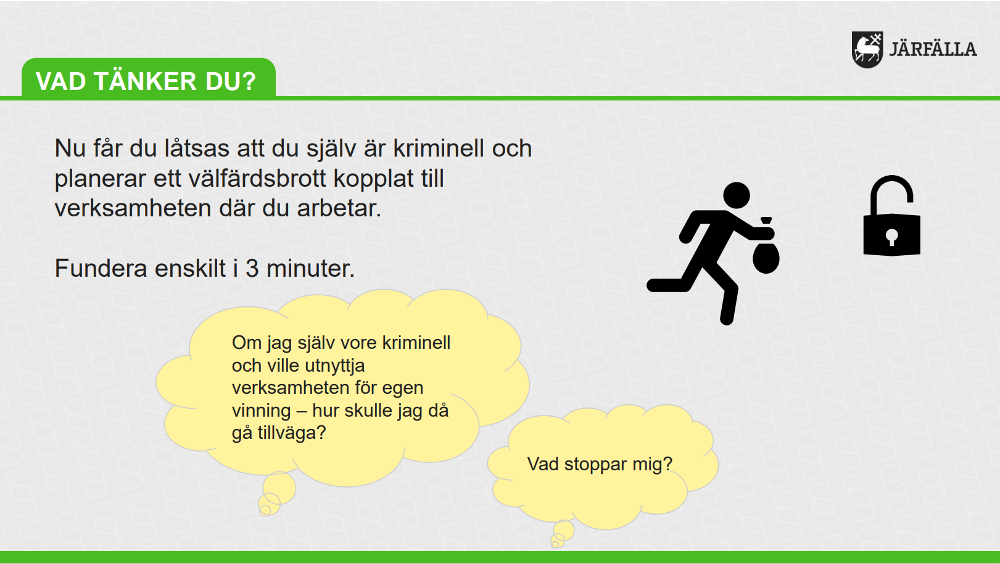 JÄRFÄLLA
VAD TÄNKER DU?
Nu får du låtsas att du själv är kriminell och
planerar ett välfärdsbrott kopplat till
verksamheten där du arbetar.
Fundera enskilt i 3 minuter.
Om jag själv vore kriminell
och ville utnyttja
verksamheten för egen
vinning – hur skulle jag då
gå tillväga?
Vad stoppar mig?